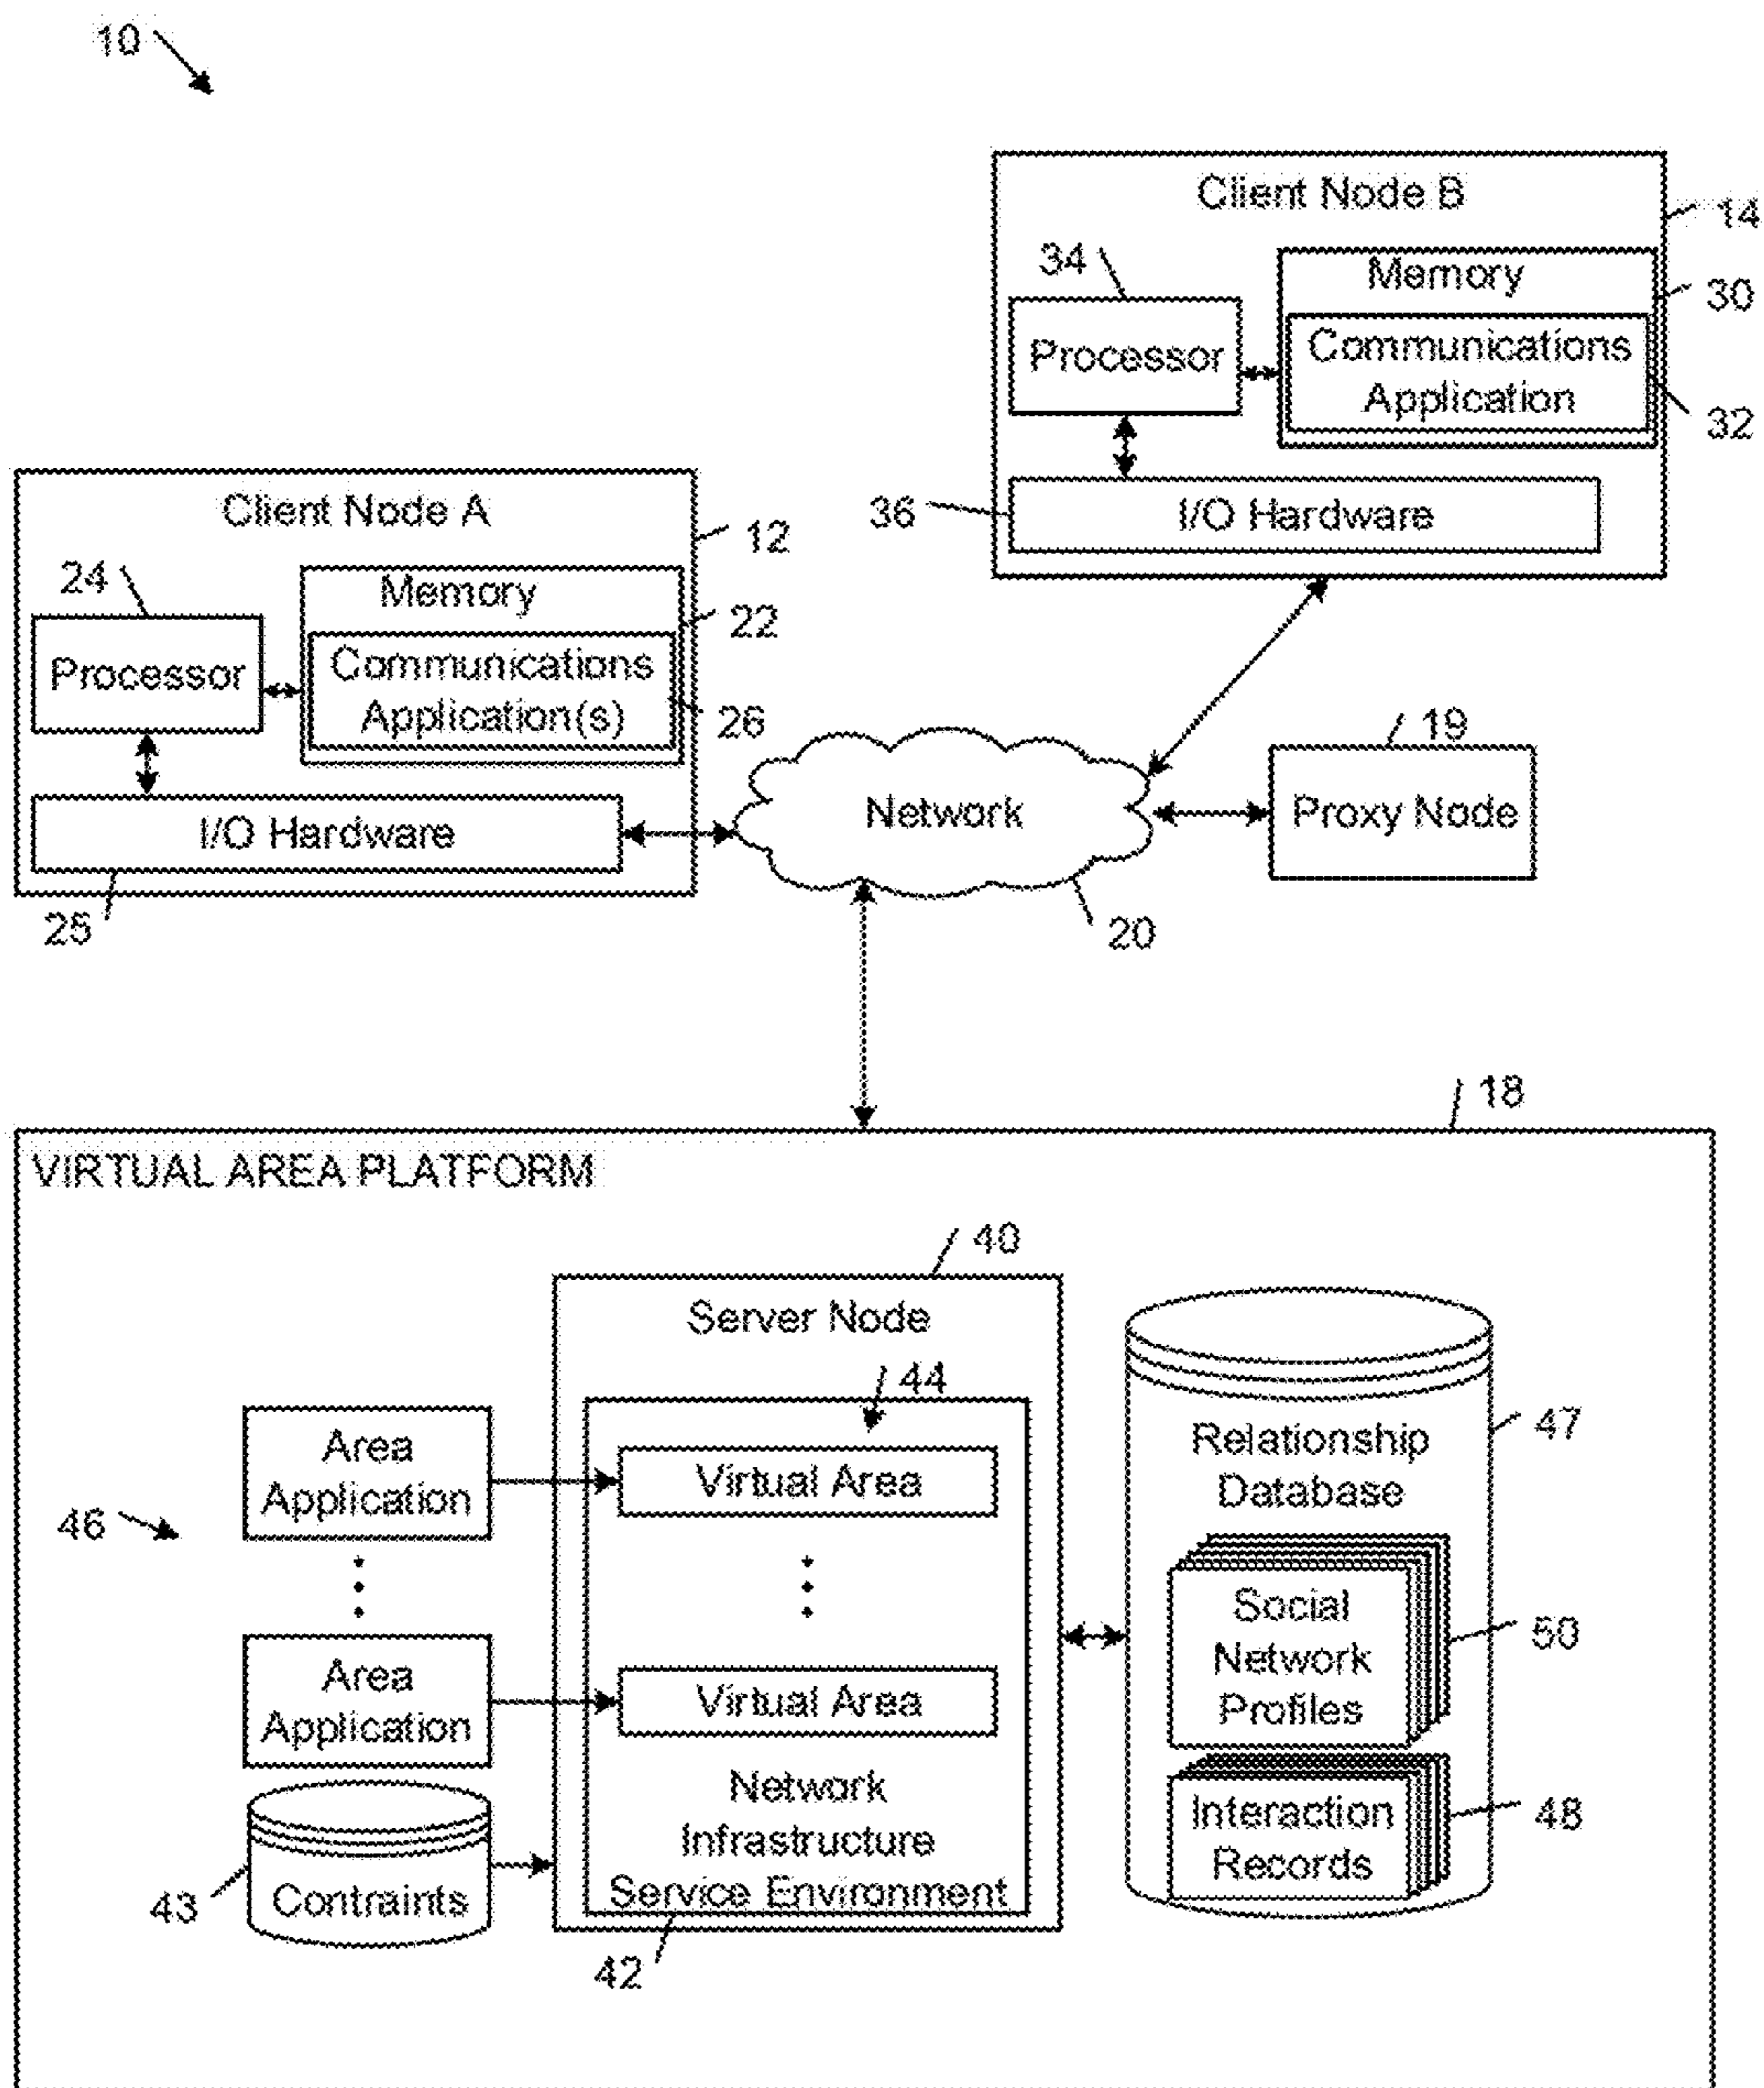 10
Client Node B
14
34
Memory
30
Processor
Communications
Application
32
36
I/O Hardware
Client Node A
12
24
Memory
22
Processor
Communications
Application(s)
26
I/O Hardware
25
Network
20
19
Proxy Node
18
VIRTUAL AREA PLATFORM
40
Server Node
44
Area
Application
Virtual Area
46
Area
Application
Virtual Area
Network
Infrastructure
Service Environment
42
43
Contraints
47
Relationship
Database
Social
Network
Profiles
50
Interaction
Records
48